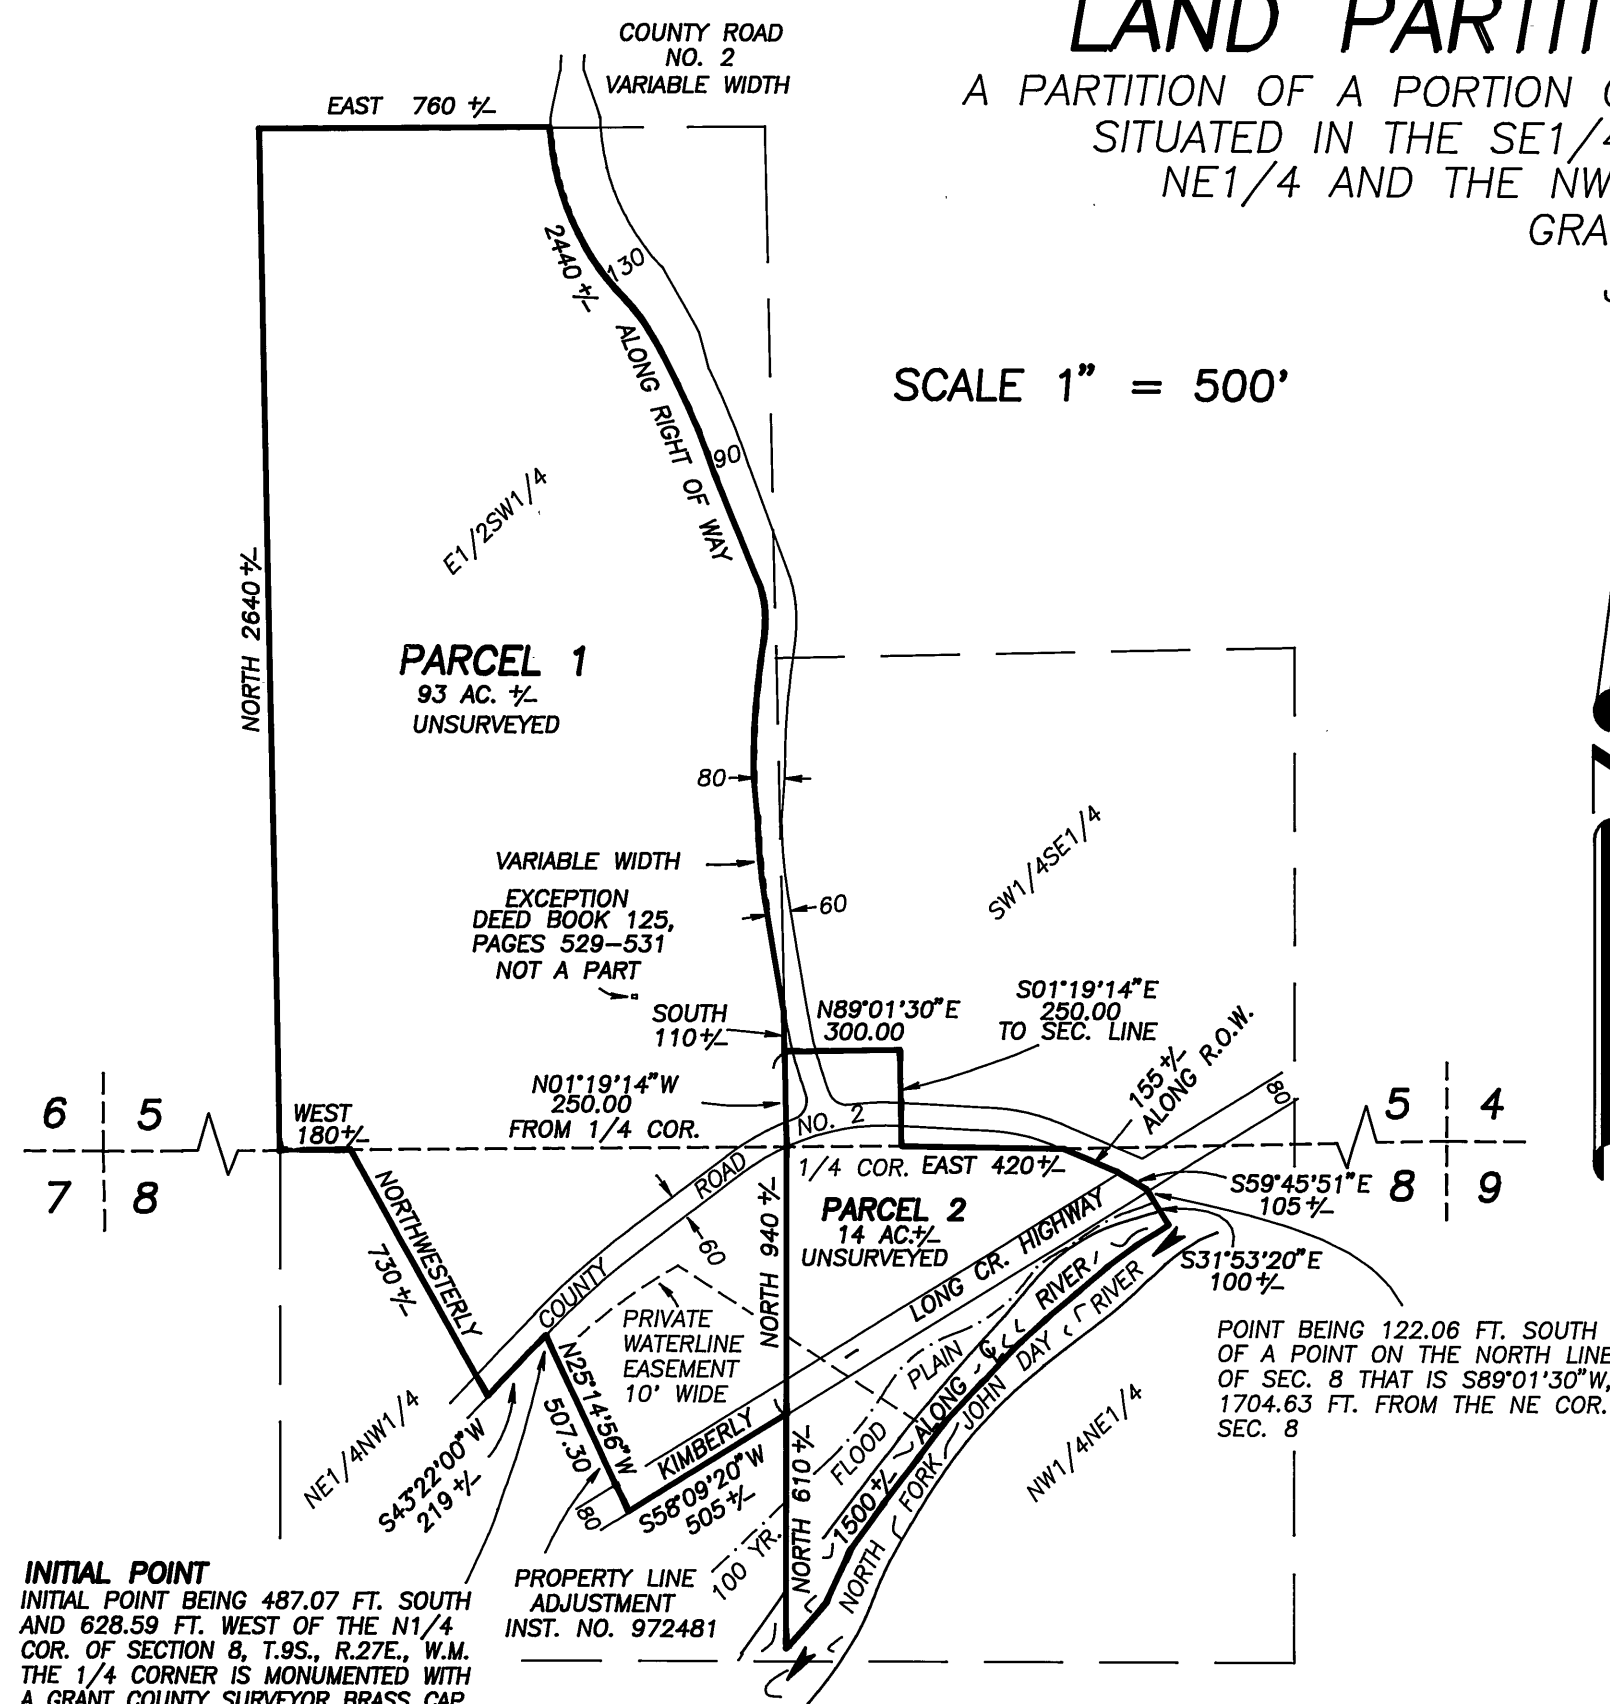 LAND PARTITI
A PARTITION OF A PORTION
SITUATED IN THE SE1/4
NE1/4 AND THE NW
GRA
COUNTY ROAD
NO. 2
VARIABLE WIDTH
EAST 760 +/-
2440 +/-
130
ALONG RIGHT OF WAY
90
SCALE 1" = 500'
E1/2SW1/4
NORTH 2640 +/-
PARCEL 1
93 AC. +/-
UNSURVEYED
80
VARIABLE WIDTH
60
SW1/4SE1/4
EXCEPTION
DEED BOOK 125,
PAGES 529-531
NOT A PART
SOUTH
110+/-
N89°01'30"E
300.00
S01°19'14"E
250.00
TO SEC. LINE
155+/-
ALONG R.O.W.
80
N01°19'14"W
250.00
FROM 1/4 COR.
6 5
7 8
5 4
8 9
WEST
180+/-
NO. 2
ROAD
COUNTY
60
1/4 COR.
EAST 420+/-
PARCEL 2
14 AC.+/-
UNSURVEYED
S59°45'51"E
105+/-
S31°53'20"E
100+/-
NORTHWESTERLY
730+/-
NORTH 940 +/-
LONG CR. HIGHWAY
KIMBERLY
PRIVATE
WATERLINE
EASEMENT
10' WIDE
N25°14'56"W
507.30
S43°22'00"W
219 +/-
NE1/4NW1/4
80
S58°09'20"W
505+/-
NORTH 610 +/-
100 YR. FLOOD PLAIN
1500+/- ALONG ℄ RIVER
NORTH FORK JOHN DAY RIVER
NW1/4NE1/4
POINT BEING 122.06 FT. SOUTH
OF A POINT ON THE NORTH LINE
OF SEC. 8 THAT IS S89°01'30"W,
1704.63 FT. FROM THE NE COR.
SEC. 8
PROPERTY LINE
ADJUSTMENT
INST. NO. 972481
INITIAL POINT
INITIAL POINT BEING 487.07 FT. SOUTH
AND 628.59 FT. WEST OF THE N1/4
COR. OF SECTION 8, T.9S., R.27E., W.M.
THE 1/4 CORNER IS MONUMENTED WITH
A GRANT COUNTY SURVEYOR BRASS CAP